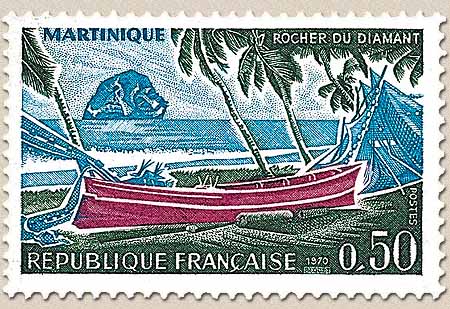 MARTINIQUE
ROCHER DU DIAMANT
POSTES
RÉPUBLIQUE FRANÇAISE 1970 0,50